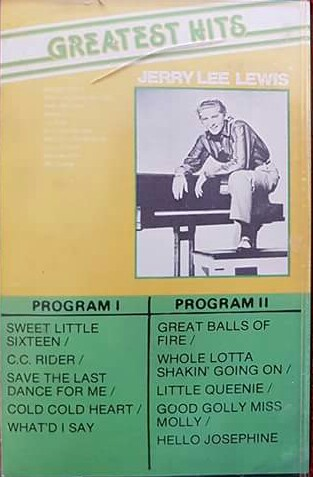 GREATEST HITS
JERRY LEE LEWIS
PROGRAM I
SWEET LITTLE
SIXTEEN /
C.C. RIDER /
SAVE THE LAST
DANCE FOR ME /
COLD COLD HEART /
WHAT'D I SAY
PROGRAM II
GREAT BALLS OF
FIRE /
WHOLE LOTTA
SHAKIN' GOING ON /
LITTLE QUEENIE /
GOOD GOLLY MISS
MOLLY /
HELLO JOSEPHINE